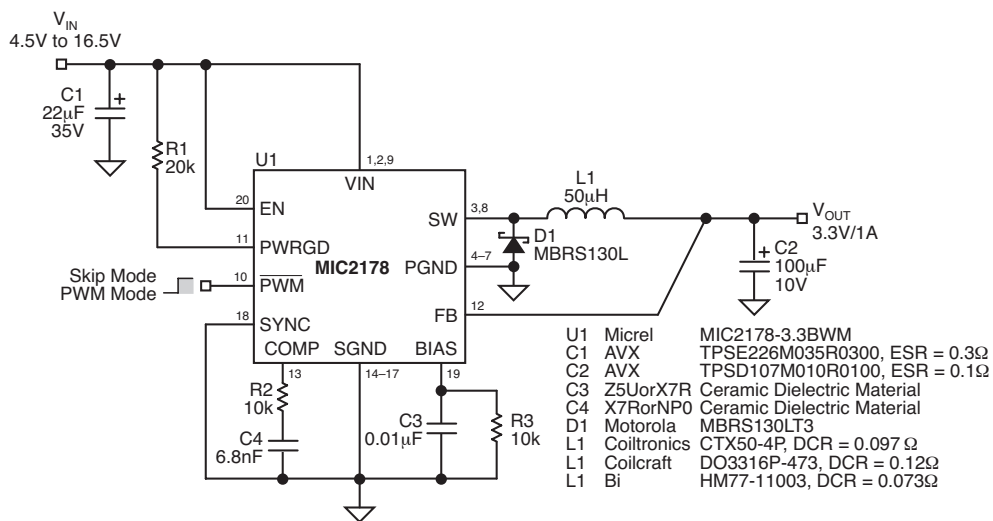 VIN
4.5V to 16.5V
C1
22µF
35V
R1
20k
U1
1,2,9
VIN
20
EN
11
PWRGD
MIC2178
Skip Mode
PWM Mode
10
PWM
18
SYNC
COMP
SGND
BIAS
13
14–17
19
SW
3,8
PGND
4–7
FB
12
L1
50µH
D1
MBRS130L
VOUT
3.3V/1A
C2
100µF
10V
R2
10k
C4
6.8nF
C3
0.01µF
R3
10k
U1 Micrel MIC2178-3.3BWM
C1 AVX TPSE226M035R0300, ESR = 0.3Ω
C2 AVX TPSD107M010R0100, ESR = 0.1Ω
C3 Z5UorX7R Ceramic Dielectric Material
C4 X7RorNP0 Ceramic Dielectric Material
D1 Motorola MBRS130LT3
L1 Coiltronics CTX50-4P, DCR = 0.097 Ω
L1 Coilcraft DO3316P-473, DCR = 0.12Ω
L1 Bi HM77-11003, DCR = 0.073Ω